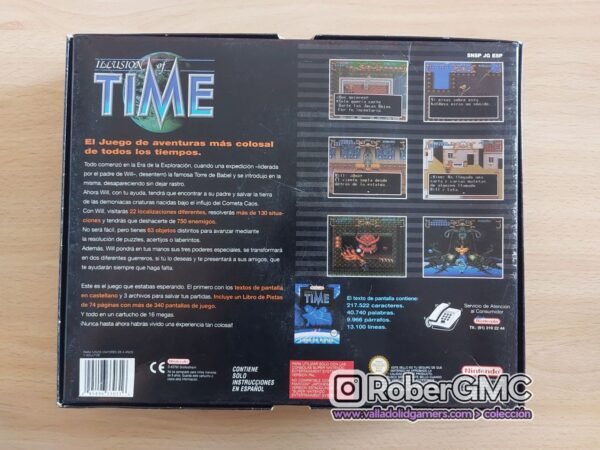 ILLUSION of
TIME
SNSP JG ESP
El Juego de aventuras más colosal
de todos los tiempos.
Todo comenzó en la Era de la Exploración, cuando una expedición -liderada
por el padre de Will-, desenterró la famosa Torre de Babel y se introdujo en la
misma, desapareciendo sin dejar rastro.
Ahora Will, con tu ayuda, tendrá que encontrar a su padre y salvar la tierra
de las demoniacas criaturas nacidas bajo el influjo del Cometa Caos.
Con Will, visitarás 22 localizaciones diferentes, resolverás más de 130 situa-
ciones y tendrás que deshacerte de 750 enemigos.
No será fácil, pero tienes 63 objetos distintos para avanzar mediante
la resolución de puzzles, acertijos o laberintos.
Además, Will pondrá en tus manos sus tres poderes especiales, se transformará
en dos diferentes guerreros, si tu lo deseas y te presentará a sus amigos, que
te ayudarán siempre que haga falta.
Este es el juego que estabas esperando. El primero con los textos de pantalla
en castellano y 3 archivos para salvar tus partidas. Incluye un Libro de Pistas
de 74 páginas con más de 340 pantallas de juego.
Y todo en un cartucho de 16 megas.
¡Nunca hasta ahora habrás vivido una experiencia tan colosal!
TIME
El texto de pantalla contiene:
217.522 caracteres.
40.740 palabras.
9.966 párrafos.
13.100 lineas.
Servicio de Atención
al Consumidor
Nintendo
CE
CONTIENE
SOLO
INSTRUCCIONES
EN ESPAÑOL
Nintendo
RoberGMC
www.valladolidgamers.com > colección